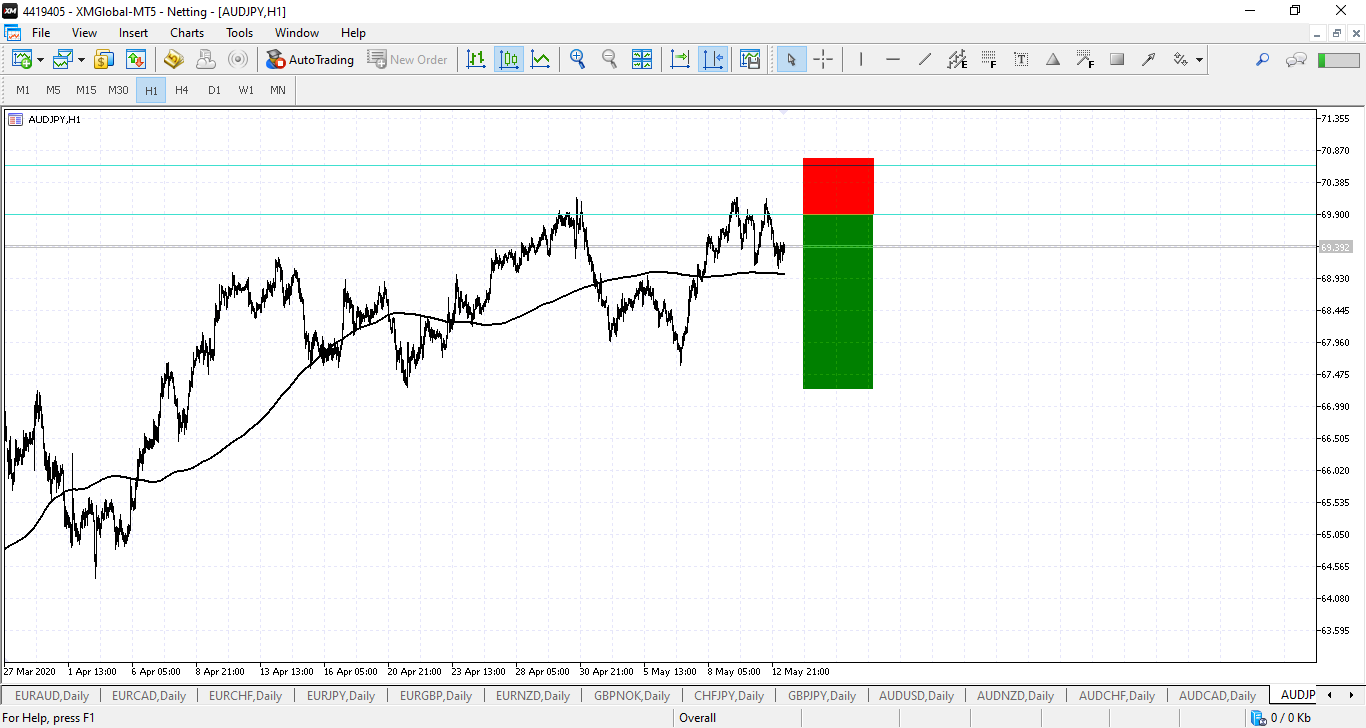 XM 4419405 - XMGlobal-MT5 - Netting - [AUDJPY,H1]
File View Insert Charts Tools Window Help
AutoTrading New Order E F T F
M1 M5 M15 M30 H1 H4 D1 W1 MN
AUDJPY,H1
71.355
70.870
70.385
69.900
69.392
68.930
68.445
67.960
67.475
66.990
66.505
66.020
65.535
65.050
64.565
64.080
63.595
27 Mar 2020 1 Apr 13:00 6 Apr 05:00 8 Apr 21:00 13 Apr 13:00 16 Apr 05:00 20 Apr 21:00 23 Apr 13:00 28 Apr 05:00 30 Apr 21:00 5 May 13:00 8 May 05:00 12 May 21:00
EURAUD,Daily EURCAD,Daily EURCHF,Daily EURJPY,Daily EURGBP,Daily EURNZD,Daily GBPNOK,Daily CHFJPY,Daily GBPJPY,Daily AUDUSD,Daily AUDNZD,Daily AUDCHF,Daily AUDCAD,Daily AUDJP
For Help, press F1 Overall 0 / 0 Kb